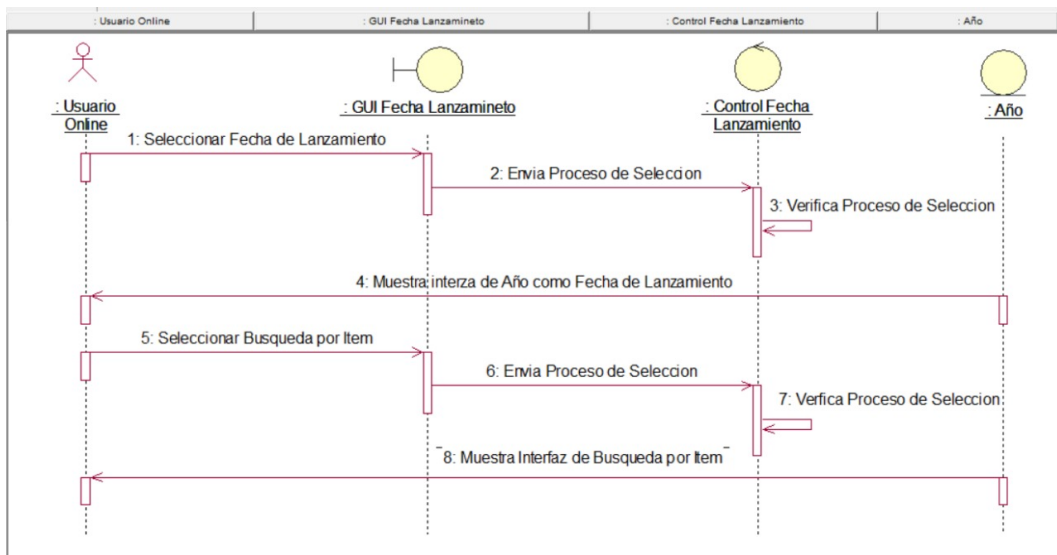 : Usuario Online
: GUI Fecha Lanzamineto
: Control Fecha Lanzamiento
: Año
: Usuario
Online
: GUI Fecha Lanzamineto
: Control Fecha
Lanzamiento
: Año
1: Seleccionar Fecha de Lanzamiento
2: Envia Proceso de Seleccion
3: Verifica Proceso de Seleccion
4: Muestra interza de Año como Fecha de Lanzamiento
5: Seleccionar Busqueda por Item
6: Envia Proceso de Seleccion
7: Verfica Proceso de Seleccion
8: Muestra Interfaz de Busqueda por Item